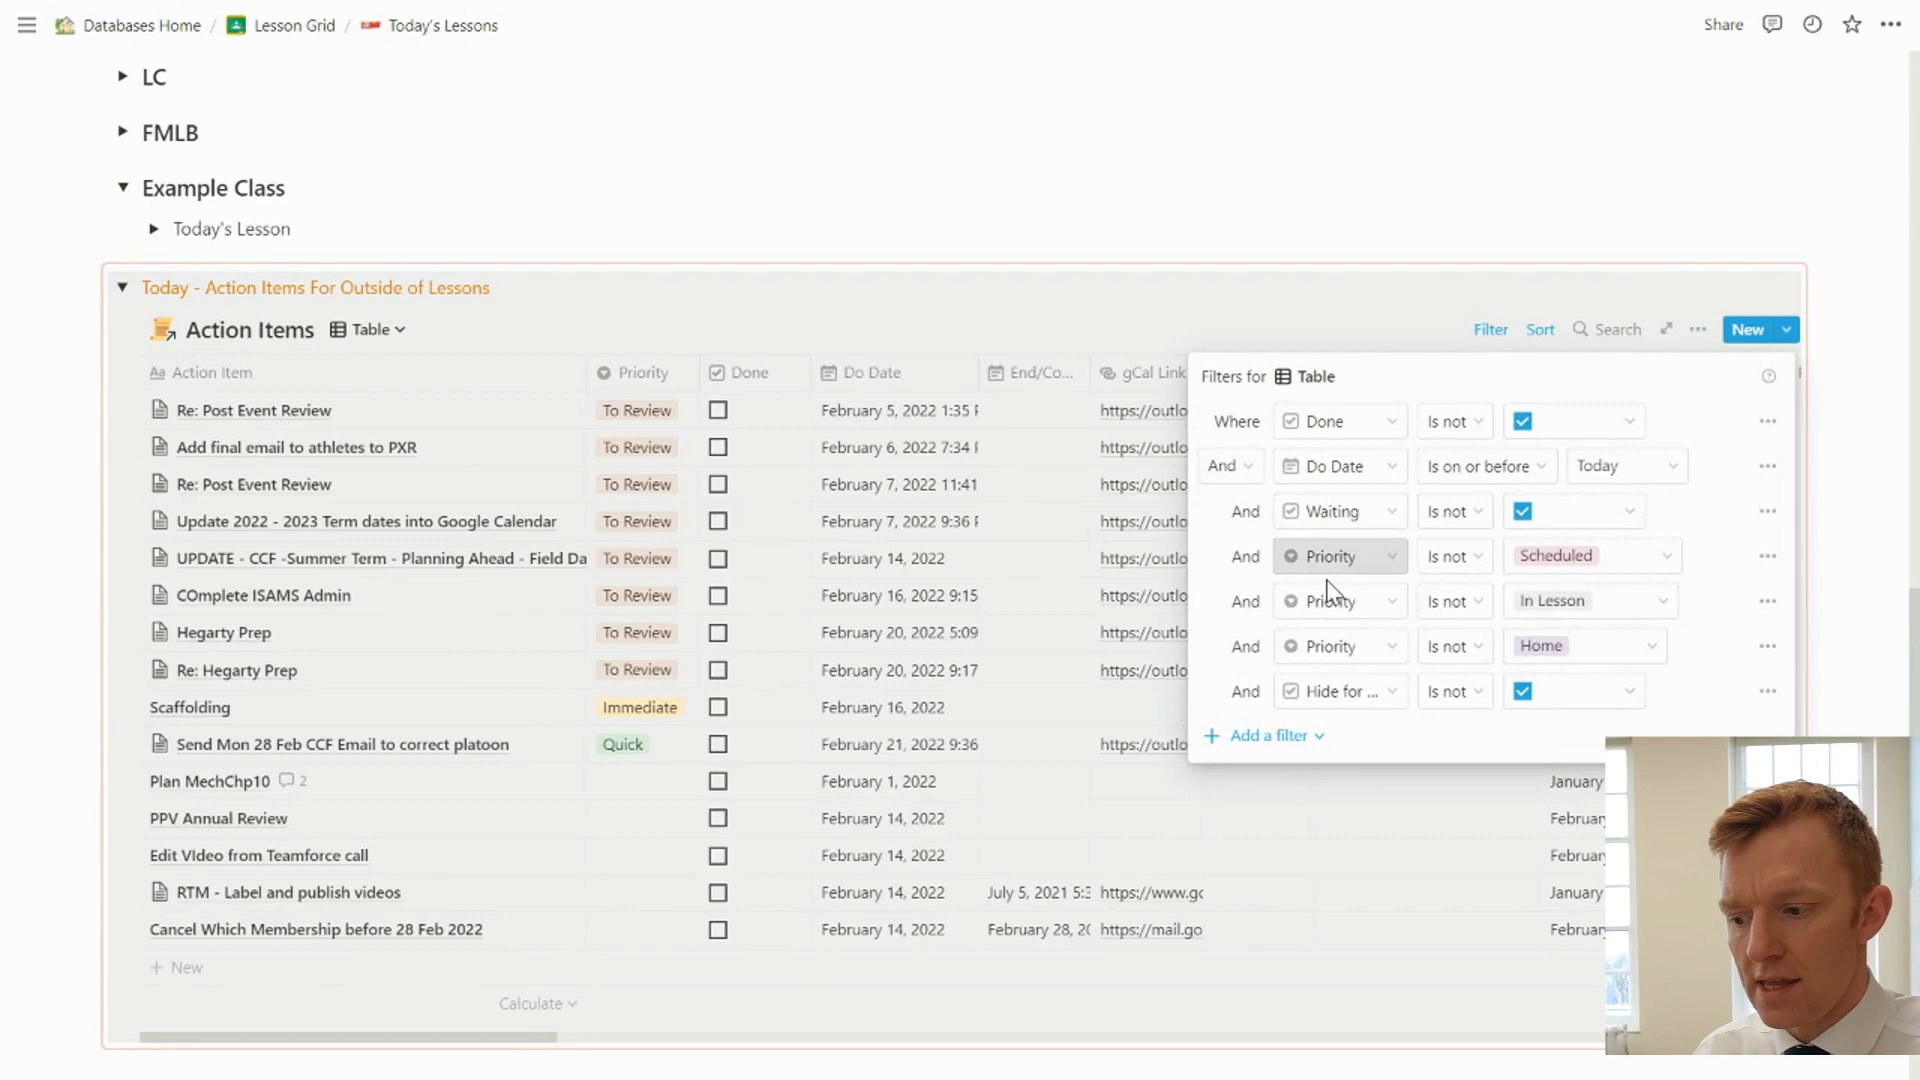 Databases Home / Lesson Grid / Today's Lessons Share
LC
FMLB
Example Class
Today's Lesson
Today - Action Items For Outside of Lessons
Action Items Table Filter Sort Search New
Aa Action Item Priority Done Do Date End/Co... gCal Link
Re: Post Event Review To Review February 5, 2022 1:35 https://outlo
Add final email to athletes to PXR To Review February 6, 2022 7:34 https://outlo
Re: Post Event Review To Review February 7, 2022 11:41 https://outlo
Update 2022 - 2023 Term dates into Google Calendar To Review February 7, 2022 9:36 https://outlo
UPDATE - CCF -Summer Term - Planning Ahead - Field Da To Review February 14, 2022 https://outlo
COmplete ISAMS Admin To Review February 16, 2022 9:15 https://outlo
Hegarty Prep To Review February 20, 2022 5:09 https://outlo
Re: Hegarty Prep To Review February 20, 2022 9:17 https://outlo
Scaffolding Immediate February 16, 2022
Send Mon 28 Feb CCF Email to correct platoon Quick February 21, 2022 9:36 https://outlo
Plan MechChp10 2 February 1, 2022 January
PPV Annual Review February 14, 2022 Februar
Edit VIdeo from Teamforce call February 14, 2022 Februar
RTM - Label and publish videos February 14, 2022 July 5, 2021 5:3 https://www.gc January
Cancel Which Membership before 28 Feb 2022 February 14, 2022 February 28, 20 https://mail.go Februar
+ New
Calculate
Filters for Table
Where Done Is not
And Do Date Is on or before Today
And Waiting Is not
And Priority Is not Scheduled
And Priority Is not In Lesson
And Priority Is not Home
And Hide for ... Is not
+ Add a filter